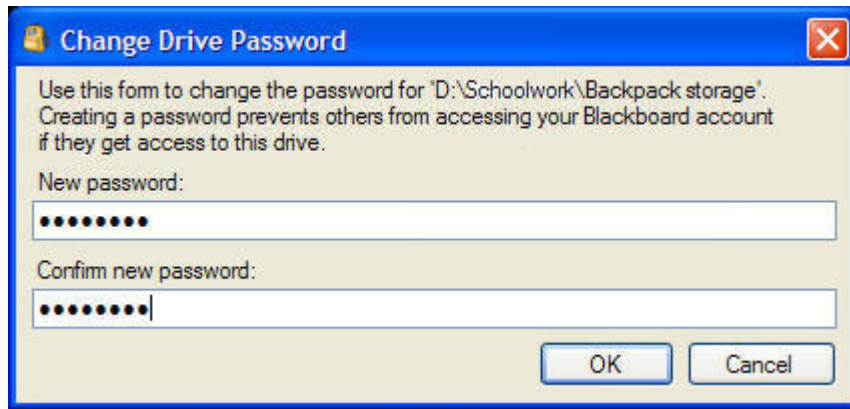 Change Drive Password
Use this form to change the password for "D:\Schoolwork\Backpack storage".
Creating a password prevents others from accessing your Blackboard account
if they get access to this drive.
New password:
••••••••
Confirm new password:
••••••••
OK
Cancel